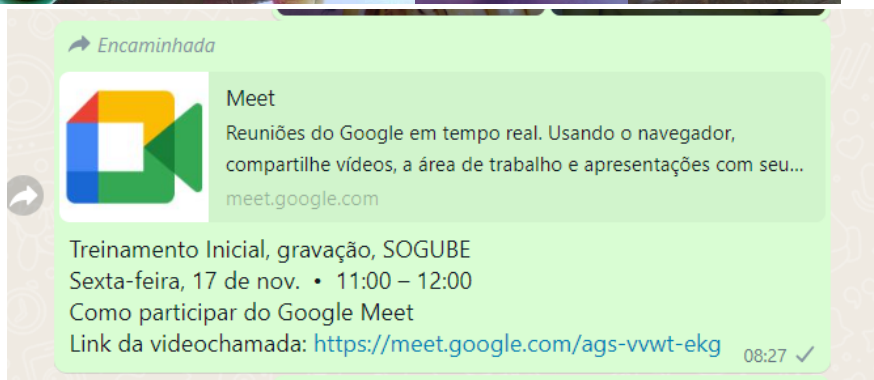 Encaminhada
Meet
Reuniões do Google em tempo real. Usando o navegador,
compartilhe vídeos, a área de trabalho e apresentações com seu...
meet.google.com
Treinamento Inicial, gravação, SOGUBE
Sexta-feira, 17 de nov. • 11:00 – 12:00
Como participar do Google Meet
Link da videochamada: https://meet.google.com/ags-vvwt-ekg
08:27